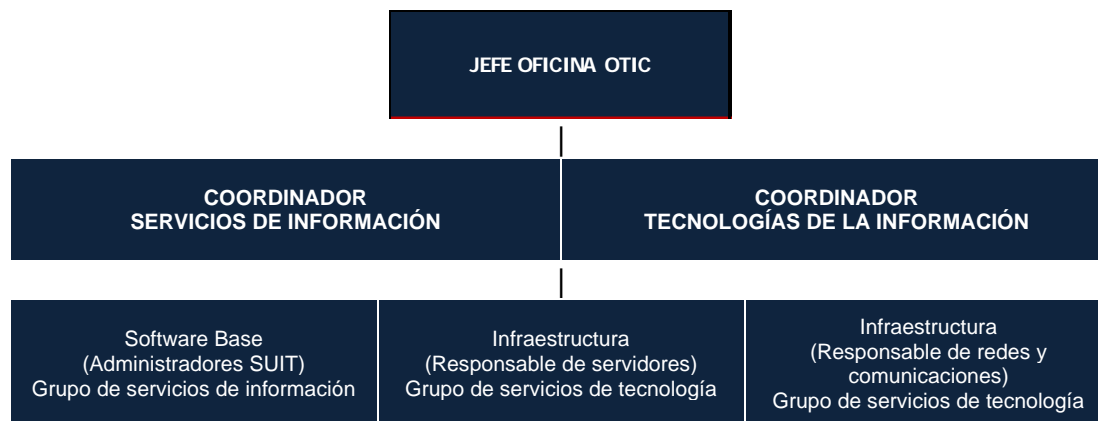 JEFE OFICINA OTIC
COORDINADOR
SERVICIOS DE INFORMACIÓN
COORDINADOR
TECNOLOGÍAS DE LA INFORMACIÓN
Software Base
(Administradores SUIT)
Grupo de servicios de información
Infraestructura
(Responsable de servidores)
Grupo de servicios de tecnología
Infraestructura
(Responsable de redes y
comunicaciones)
Grupo de servicios de tecnología